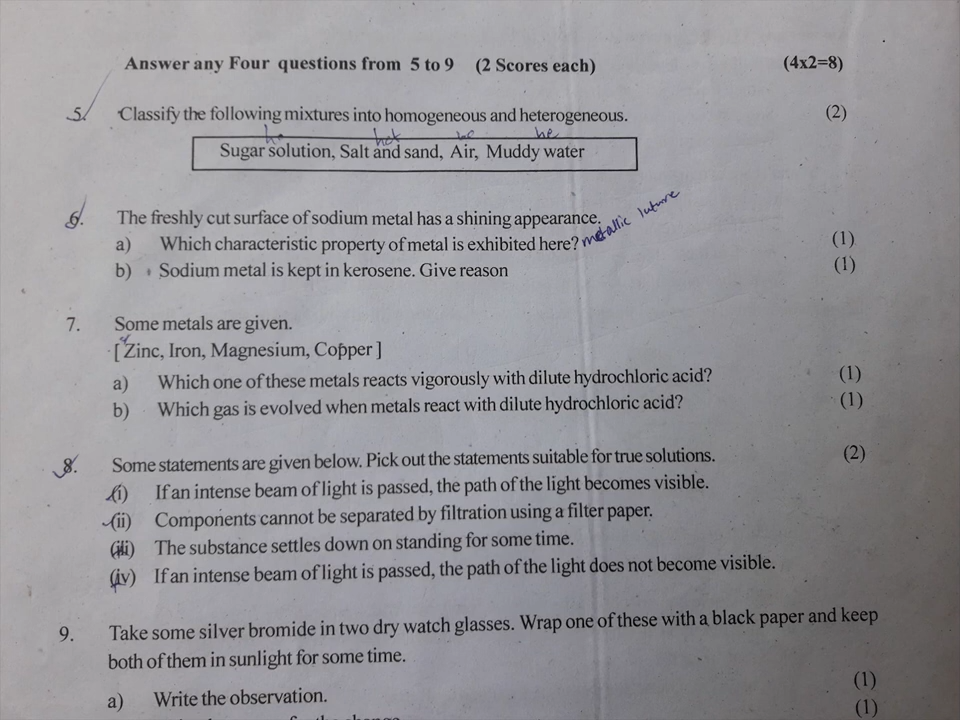 Answer any Four questions from 5 to 9 (2 Scores each) (4x2=8)
5. Classify the following mixtures into homogeneous and heterogeneous. (2)
ho het ho he
Sugar solution, Salt and sand, Air, Muddy water
6. The freshly cut surface of sodium metal has a shining appearance.
a) Which characteristic property of metal is exhibited here? metallic (1)
b) Sodium metal is kept in kerosene. Give reason (1)
7. Some metals are given.
[Zinc, Iron, Magnesium, Copper]
a) Which one of these metals reacts vigorously with dilute hydrochloric acid? (1)
b) Which gas is evolved when metals react with dilute hydrochloric acid? (1)
8. Some statements are given below. Pick out the statements suitable for true solutions. (2)
(i) If an intense beam of light is passed, the path of the light becomes visible.
(ii) Components cannot be separated by filtration using a filter paper.
(iii) The substance settles down on standing for some time.
(iv) If an intense beam of light is passed, the path of the light does not become visible.
9. Take some silver bromide in two dry watch glasses. Wrap one of these with a black paper and keep
both of them in sunlight for some time.
a) Write the observation. (1)
(1)